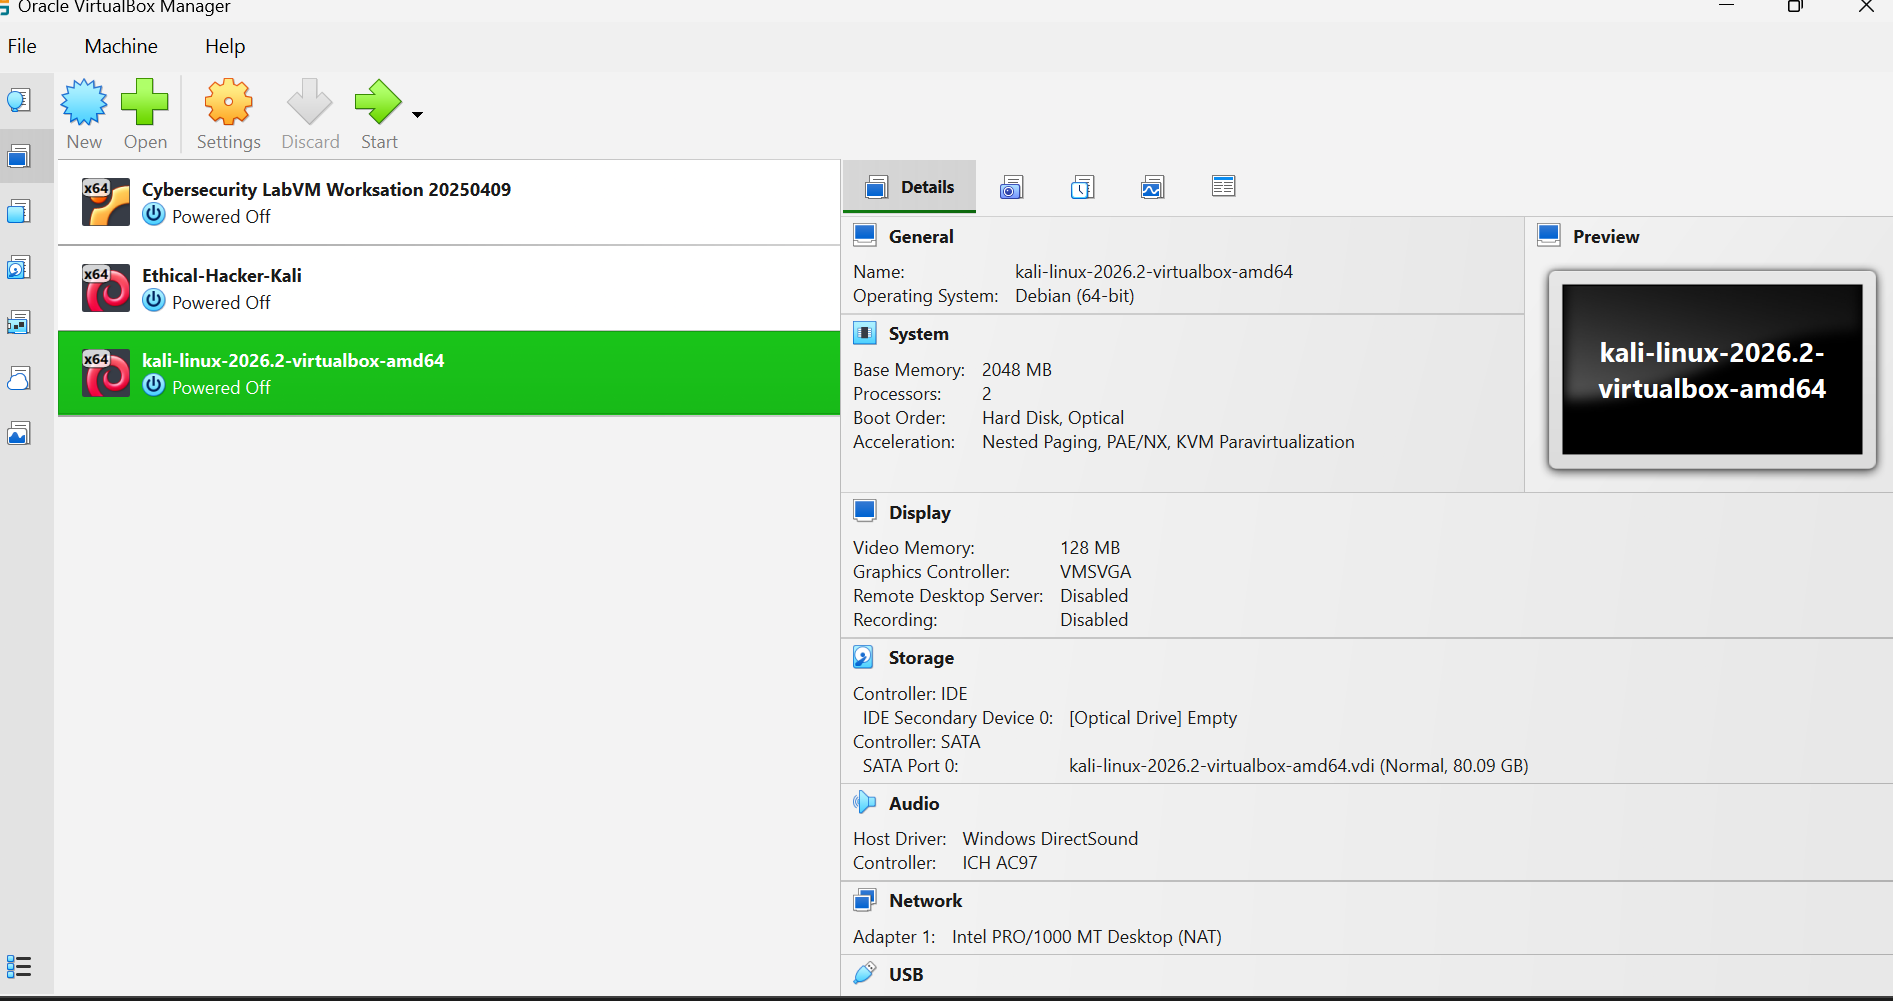 Oracle VirtualBox Manager
File Machine Help
New Open Settings Discard Start
x64 Cybersecurity LabVM Worksation 20250409
Powered Off
x64 Ethical-Hacker-Kali
Powered Off
x64 kali-linux-2026.2-virtualbox-amd64
Powered Off
Details
General
Name: kali-linux-2026.2-virtualbox-amd64
Operating System: Debian (64-bit)
System
Base Memory: 2048 MB
Processors: 2
Boot Order: Hard Disk, Optical
Acceleration: Nested Paging, PAE/NX, KVM Paravirtualization
Preview
kali-linux-2026.2-
virtualbox-amd64
Display
Video Memory: 128 MB
Graphics Controller: VMSVGA
Remote Desktop Server: Disabled
Recording: Disabled
Storage
Controller: IDE
IDE Secondary Device 0: [Optical Drive] Empty
Controller: SATA
SATA Port 0: kali-linux-2026.2-virtualbox-amd64.vdi (Normal, 80.09 GB)
Audio
Host Driver: Windows DirectSound
Controller: ICH AC97
Network
Adapter 1: Intel PRO/1000 MT Desktop (NAT)
USB